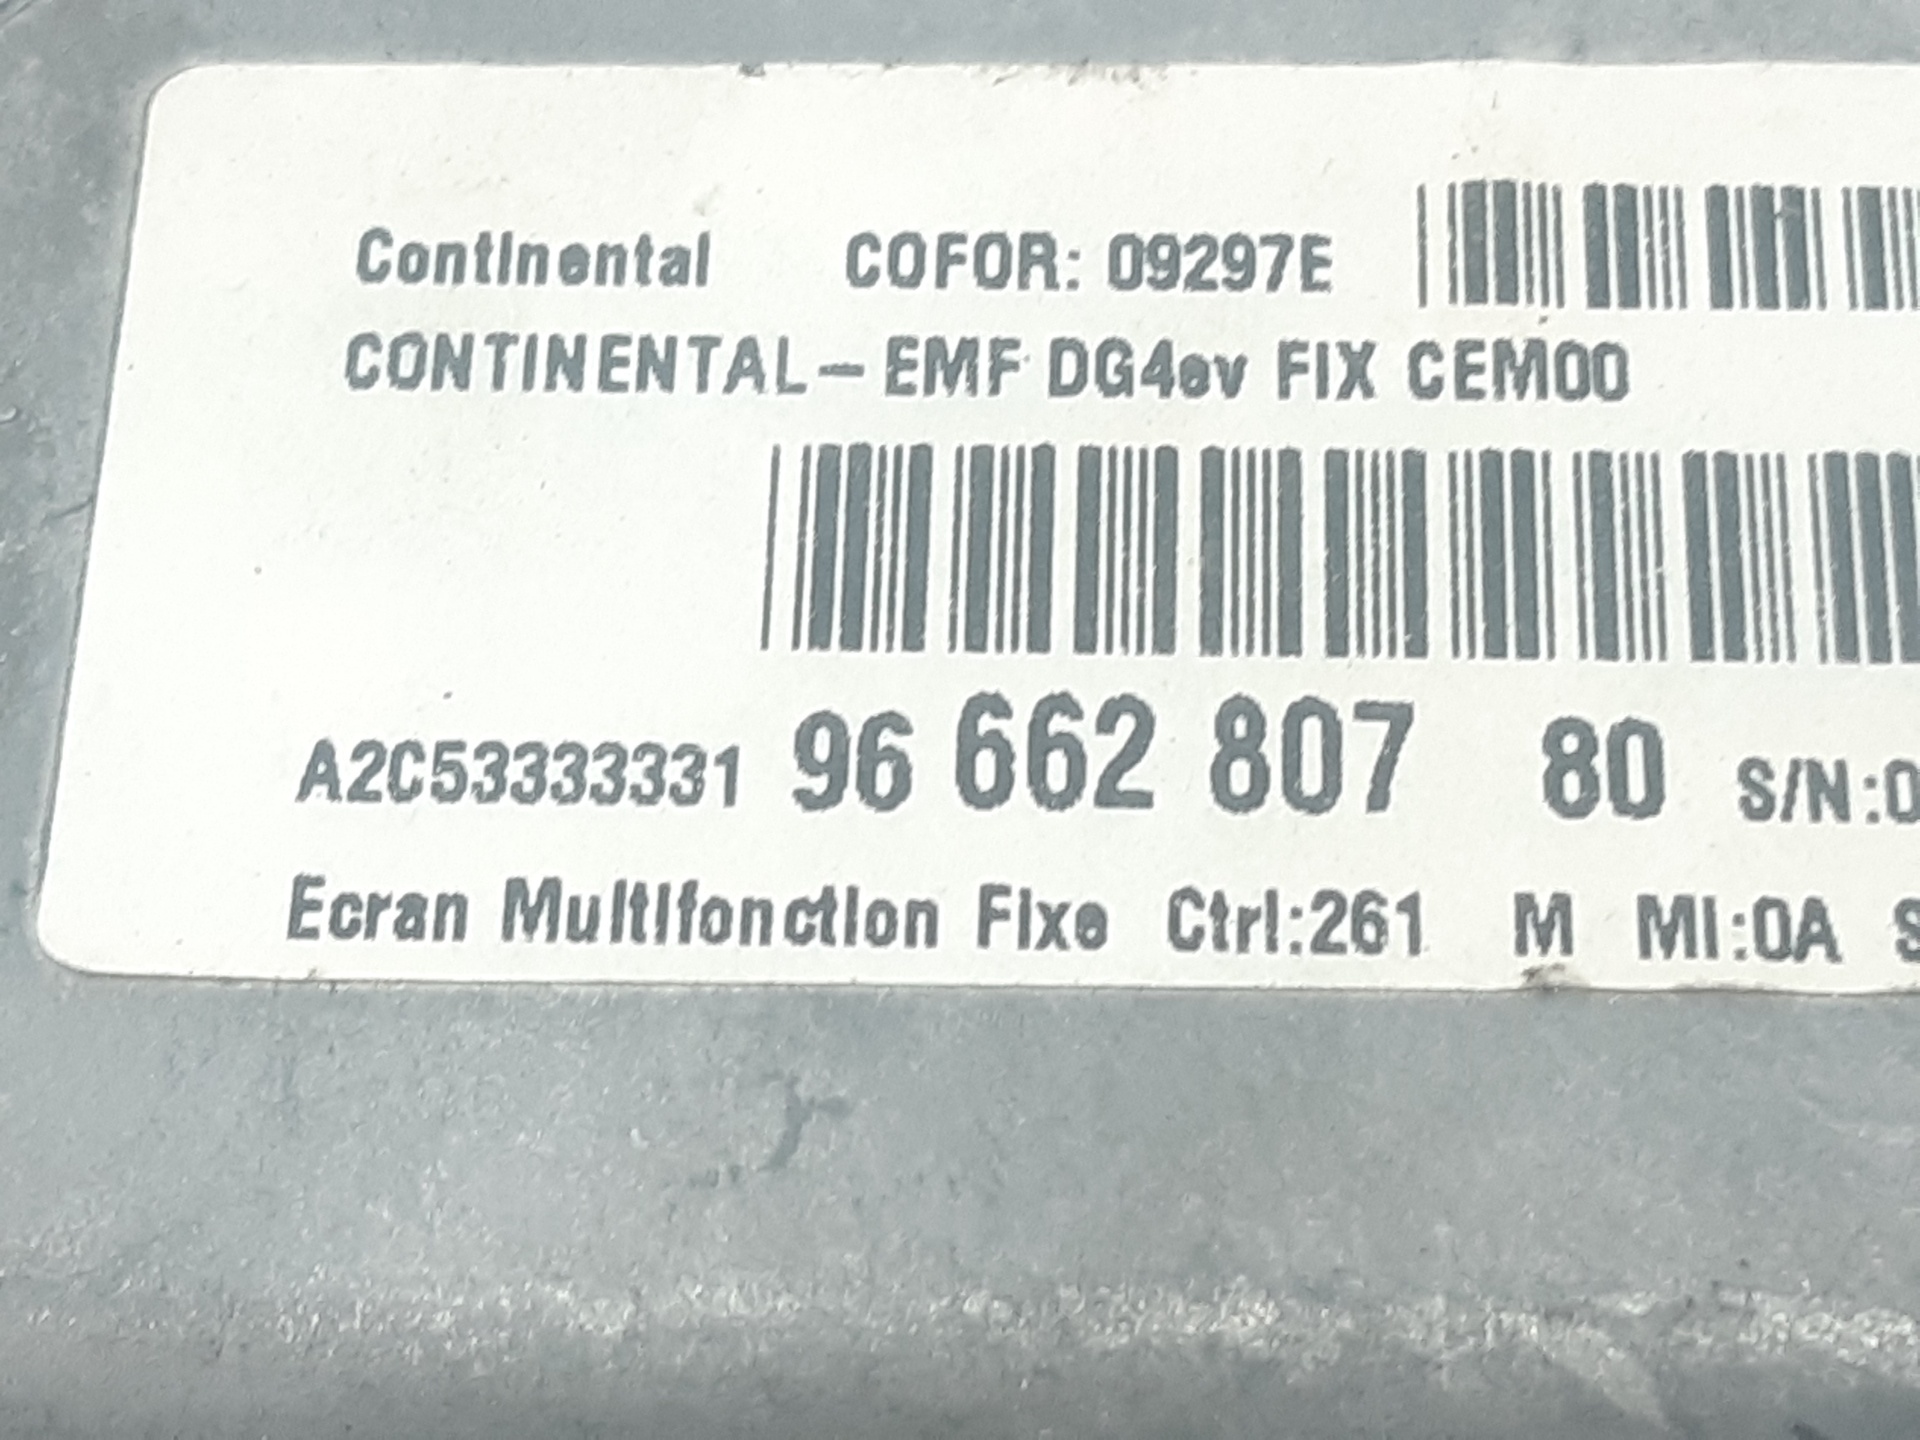 Continental COFOR: 09297E
CONTINENTAL-EMF DG4ev FIX CEM00
A2C53333331 96 662 807 80 S/N:0
Ecran Multifonction Fixe Ctrl:261 M MI:0A S